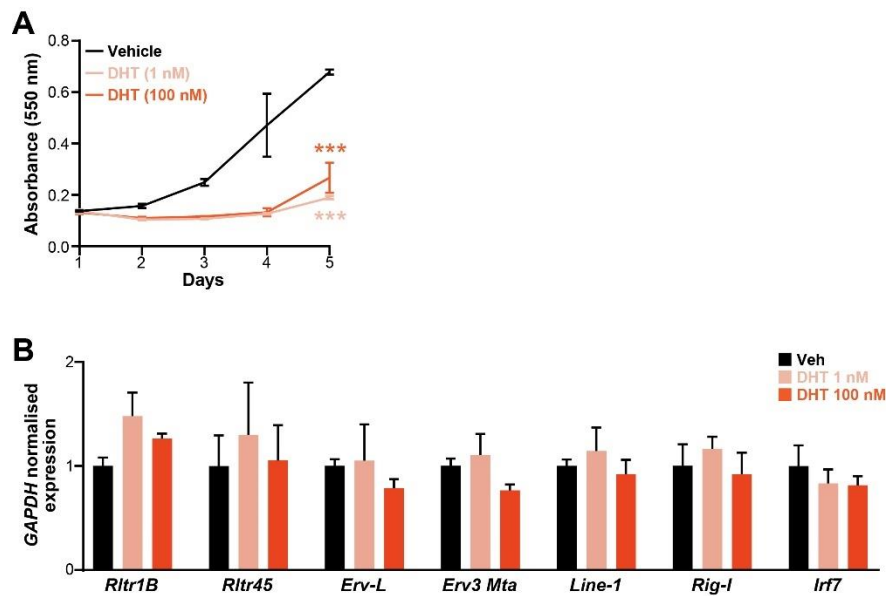 A
Vehicle
DHT (1 nM)
DHT (100 nM)
Absorbance (550 nm)
0.8
0.6
0.4
0.2
0.0
***
***
1 2 3 4 5
Days
B
Veh
DHT 1 nM
DHT 100 nM
GAPDH normalised
expression
2
1
0
Rltr1B Rltr45 Erv-L Erv3 Mta Line-1 Rig-I Irf7